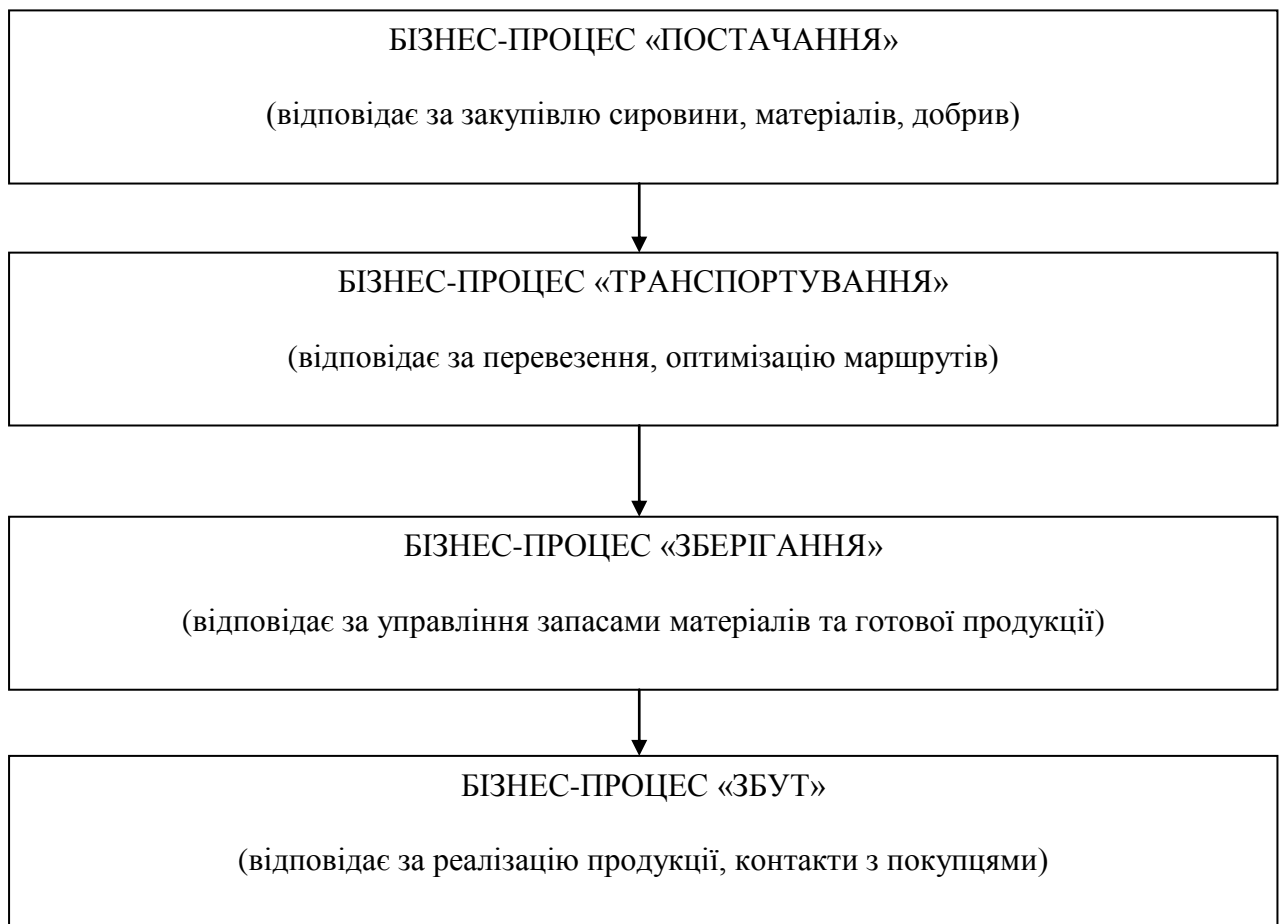 БІЗНЕС-ПРОЦЕС «ПОСТАЧАННЯ»
(відповідає за закупівлю сировини, матеріалів, добрив)
БІЗНЕС-ПРОЦЕС «ТРАНСПОРТУВАННЯ»
(відповідає за перевезення, оптимізацію маршрутів)
БІЗНЕС-ПРОЦЕС «ЗБЕРІГАННЯ»
(відповідає за управління запасами матеріалів та готової продукції)
БІЗНЕС-ПРОЦЕС «ЗБУТ»
(відповідає за реалізацію продукції, контакти з покупцями)